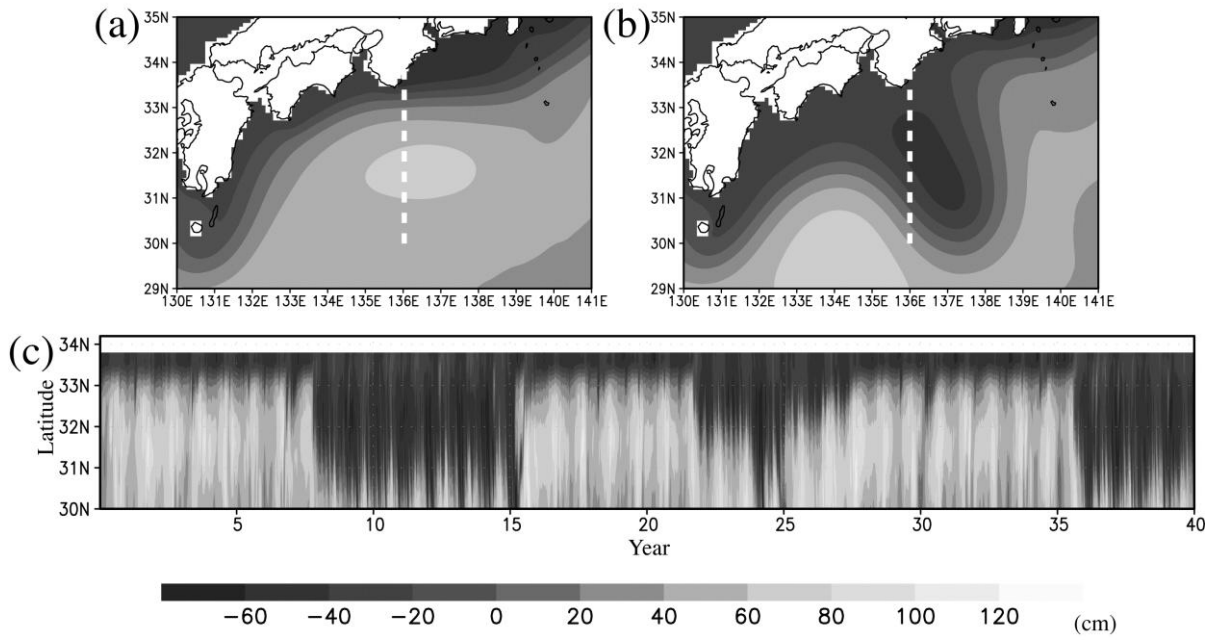 (a)
35N
34N
33N
32N
31N
30N
29N
130E 131E 132E 133E 134E 135E 136E 137E 138E 139E 140E 141E
(b)
35N
34N
33N
32N
31N
30N
29N
130E 131E 132E 133E 134E 135E 136E 137E 138E 139E 140E 141E
(c)
34N
33N
32N
31N
30N
Latitude
5 10 15 20 25 30 35 40
Year
−60 −40 −20 0 20 40 60 80 100 120 (cm)